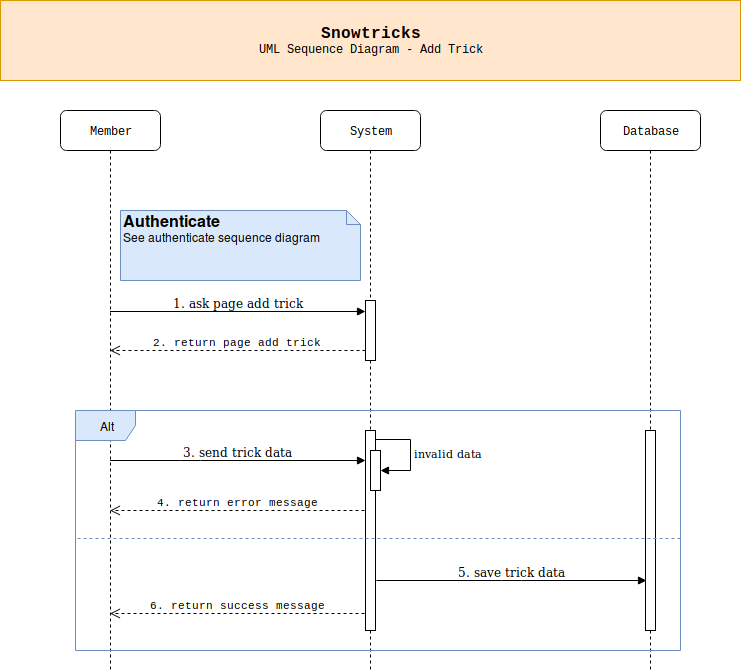 Snowtricks
UML Sequence Diagram - Add Trick
Member
System
Database
Authenticate
See authenticate sequence diagram
1. ask page add trick
2. return page add trick
Alt
3. send trick data
invalid data
4. return error message
5. save trick data
6. return success message